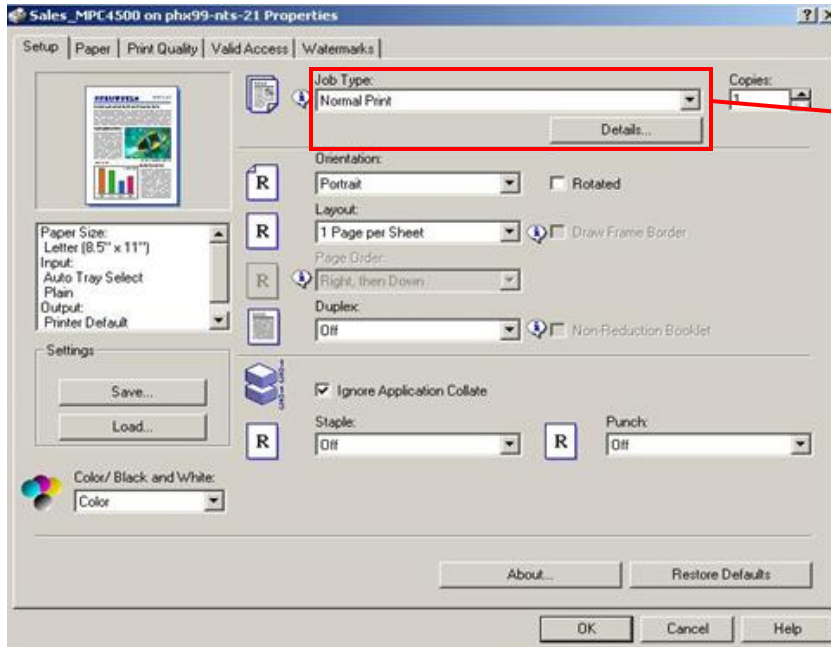 Sales_MPC4500 on phx99-nts-21 Properties
Setup Paper Print Quality Valid Access Watermarks
Job Type:
Normal Print
Details...
Copies:
1
Orientation:
Portrait
Rotated
Layout:
1 Page per Sheet
Draw Frame Border
Page Order:
Right, then Down
Duplex:
Off
Non-Reduction Booklet
Paper Size:
Letter (8.5" x 11")
Input:
Auto Tray Select
Plain
Output:
Printer Default
Settings
Save...
Load...
Ignore Application Collate
Staple:
Off
Punch:
Off
R
R
R
R
R
Color/ Black and White:
Color
About...
Restore Defaults
OK
Cancel
Help